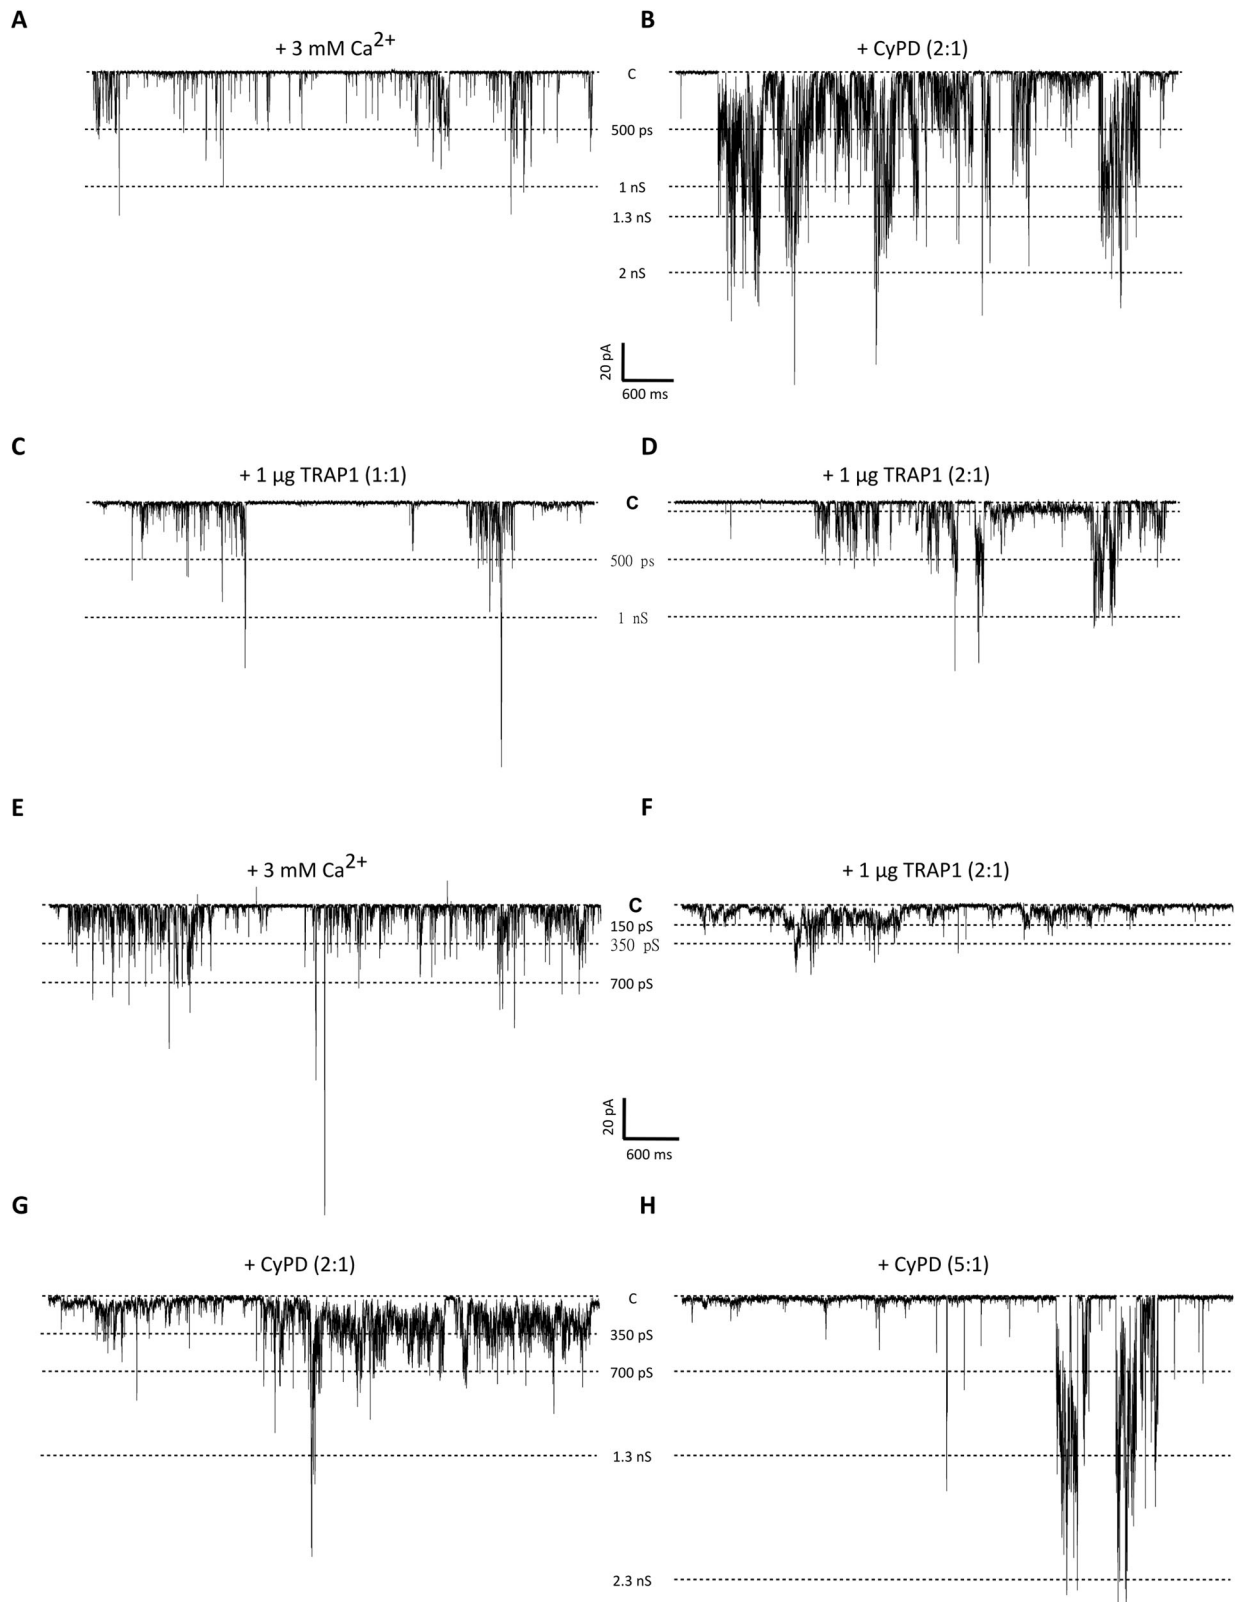 A
B
+ 3 mM Ca2+
+ CyPD (2:1)
C
500 ps
1 nS
1.3 nS
2 nS
20 pA
600 ms
C
D
+ 1 µg TRAP1 (1:1)
+ 1 µg TRAP1 (2:1)
C
500 ps
1 nS
E
F
+ 3 mM Ca2+
+ 1 µg TRAP1 (2:1)
C
150 pS
350 pS
700 pS
20 pA
600 ms
G
H
+ CyPD (2:1)
+ CyPD (5:1)
C
350 pS
700 pS
1.3 nS
2.3 nS